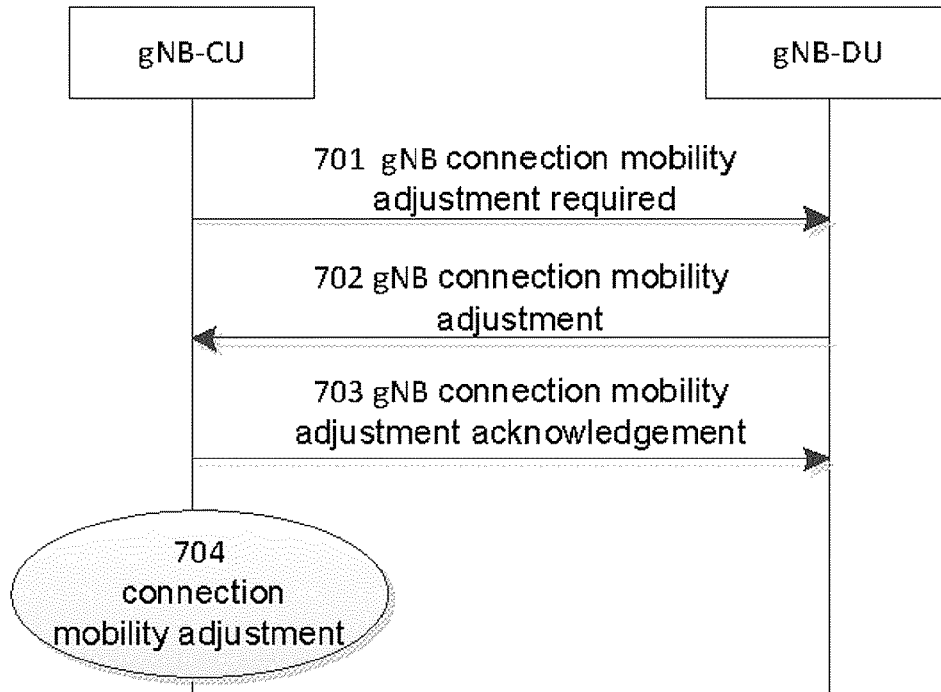 gNB-CU
gNB-DU
701 gNB connection mobility
adjustment required
702 gNB connection mobility
adjustment
703 gNB connection mobility
adjustment acknowledgement
704
connection
mobility adjustment